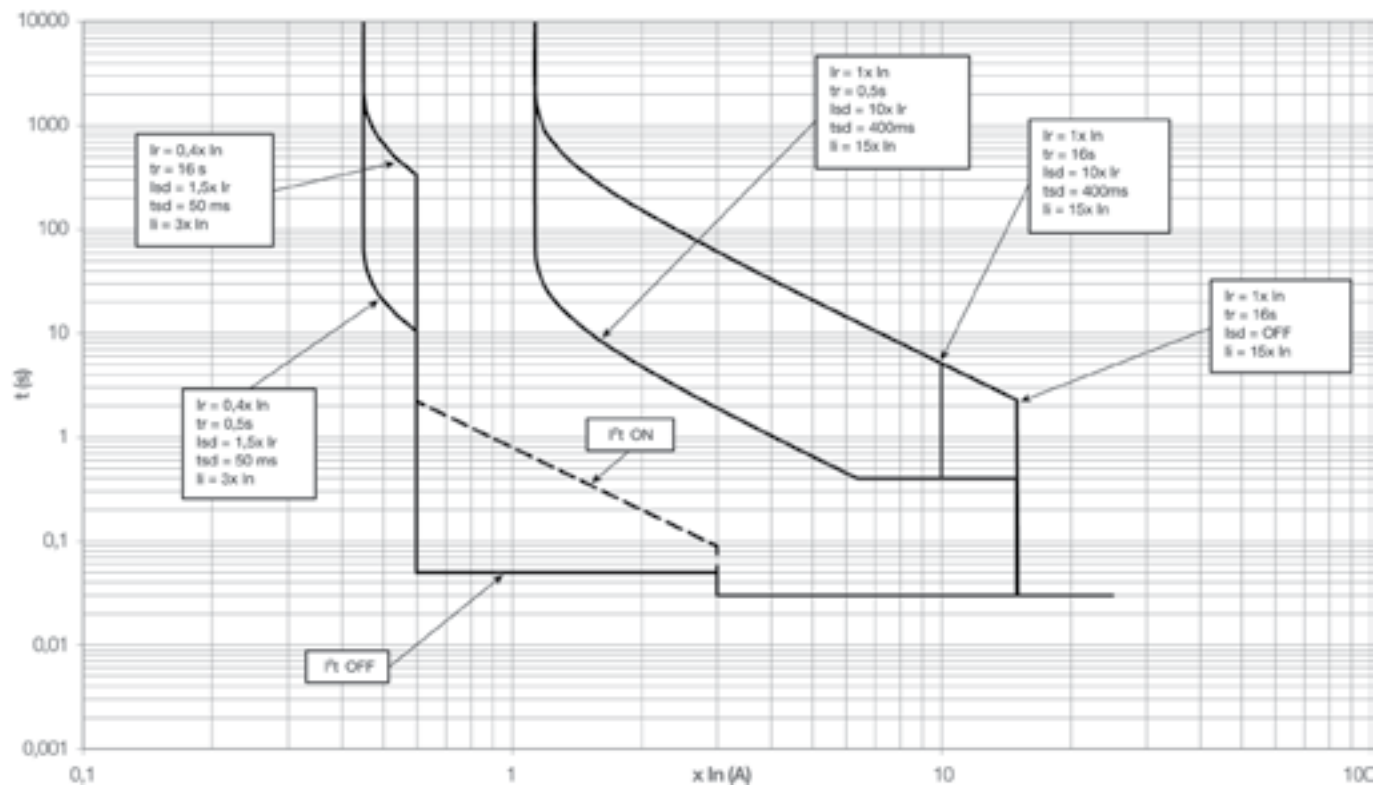 10000
1000
100
10
1
0,1
0,01
0,001
t (s)
0,1
1
x In (A)
10
100
Ir = 0,4x In
tr = 16 s
Isd = 1,5x Ir
tsd = 50 ms
Ii = 3x In
Ir = 0,4x In
tr = 0,5s
Isd = 1,5x Ir
tsd = 50 ms
Ii = 3x In
Ir = 1x In
tr = 0,5s
Isd = 10x Ir
tsd = 400ms
Ii = 15x In
Ir = 1x In
tr = 16s
Isd = 10x Ir
tsd = 400ms
Ii = 15x In
Ir = 1x In
tr = 16s
Isd = OFF
Ii = 15x In
I²t ON
I²t OFF